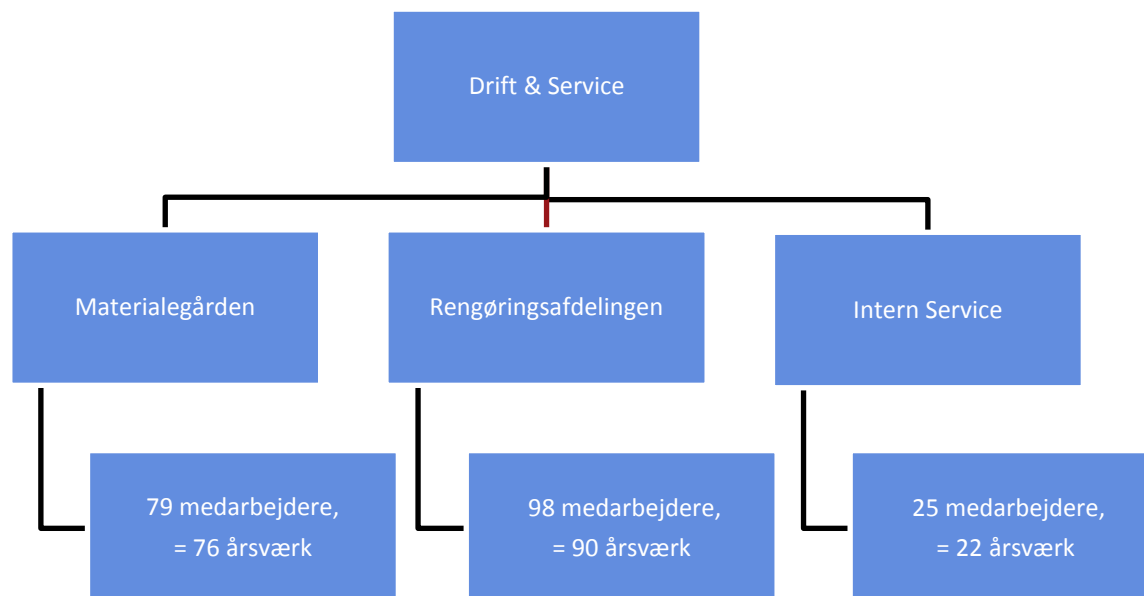 Drift & Service
Materialegården
Rengøringsafdelingen
Intern Service
79 medarbejdere,
= 76 årsværk
98 medarbejdere,
= 90 årsværk
25 medarbejdere,
= 22 årsværk